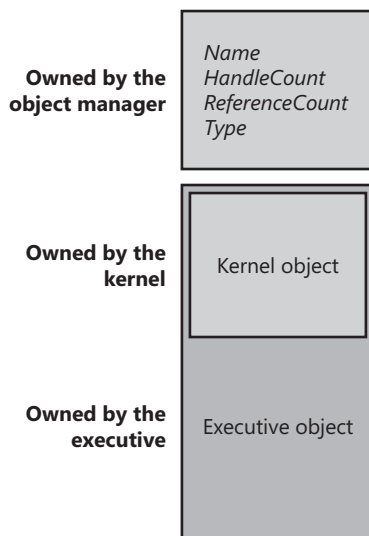 Owned by the
object manager
Name
HandleCount
ReferenceCount
Type
Owned by the
kernel
Kernel object
Owned by the
executive
Executive object